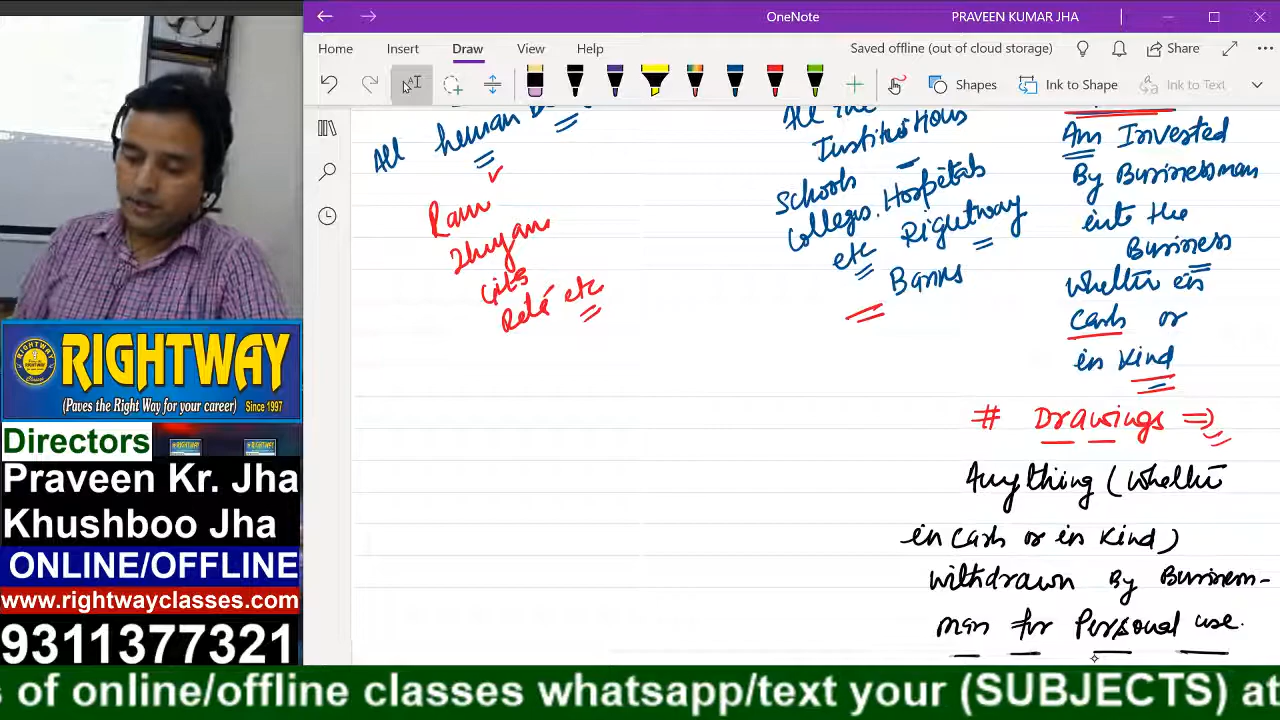 OneNote
PRAVEEN KUMAR JHA
Home
Insert
Draw
View
Help
Saved offline (out of cloud storage)
Share
Shapes
Ink to Shape
Ink to Text
All human
Ram
Shyam
Gita
Reta etc
All the
Institutions
Schools
Colleges. Hospitals
etc Rightway
Banks
Am Invested
By Businessman
into the
Business
whether in
Cash or
in Kind
# Drawings ⇒
Anything (whether
in Cash or in Kind)
withdrawn By Business-
man for Personal use.
RIGHTWAY
(Paves the Right Way for your career) Since 1997
Directors
Praveen Kr. Jha
Khushboo Jha
ONLINE/OFFLINE
www.rightwayclasses.com
9311377321
s of online/offline classes whatsapp/text your (SUBJECTS) at